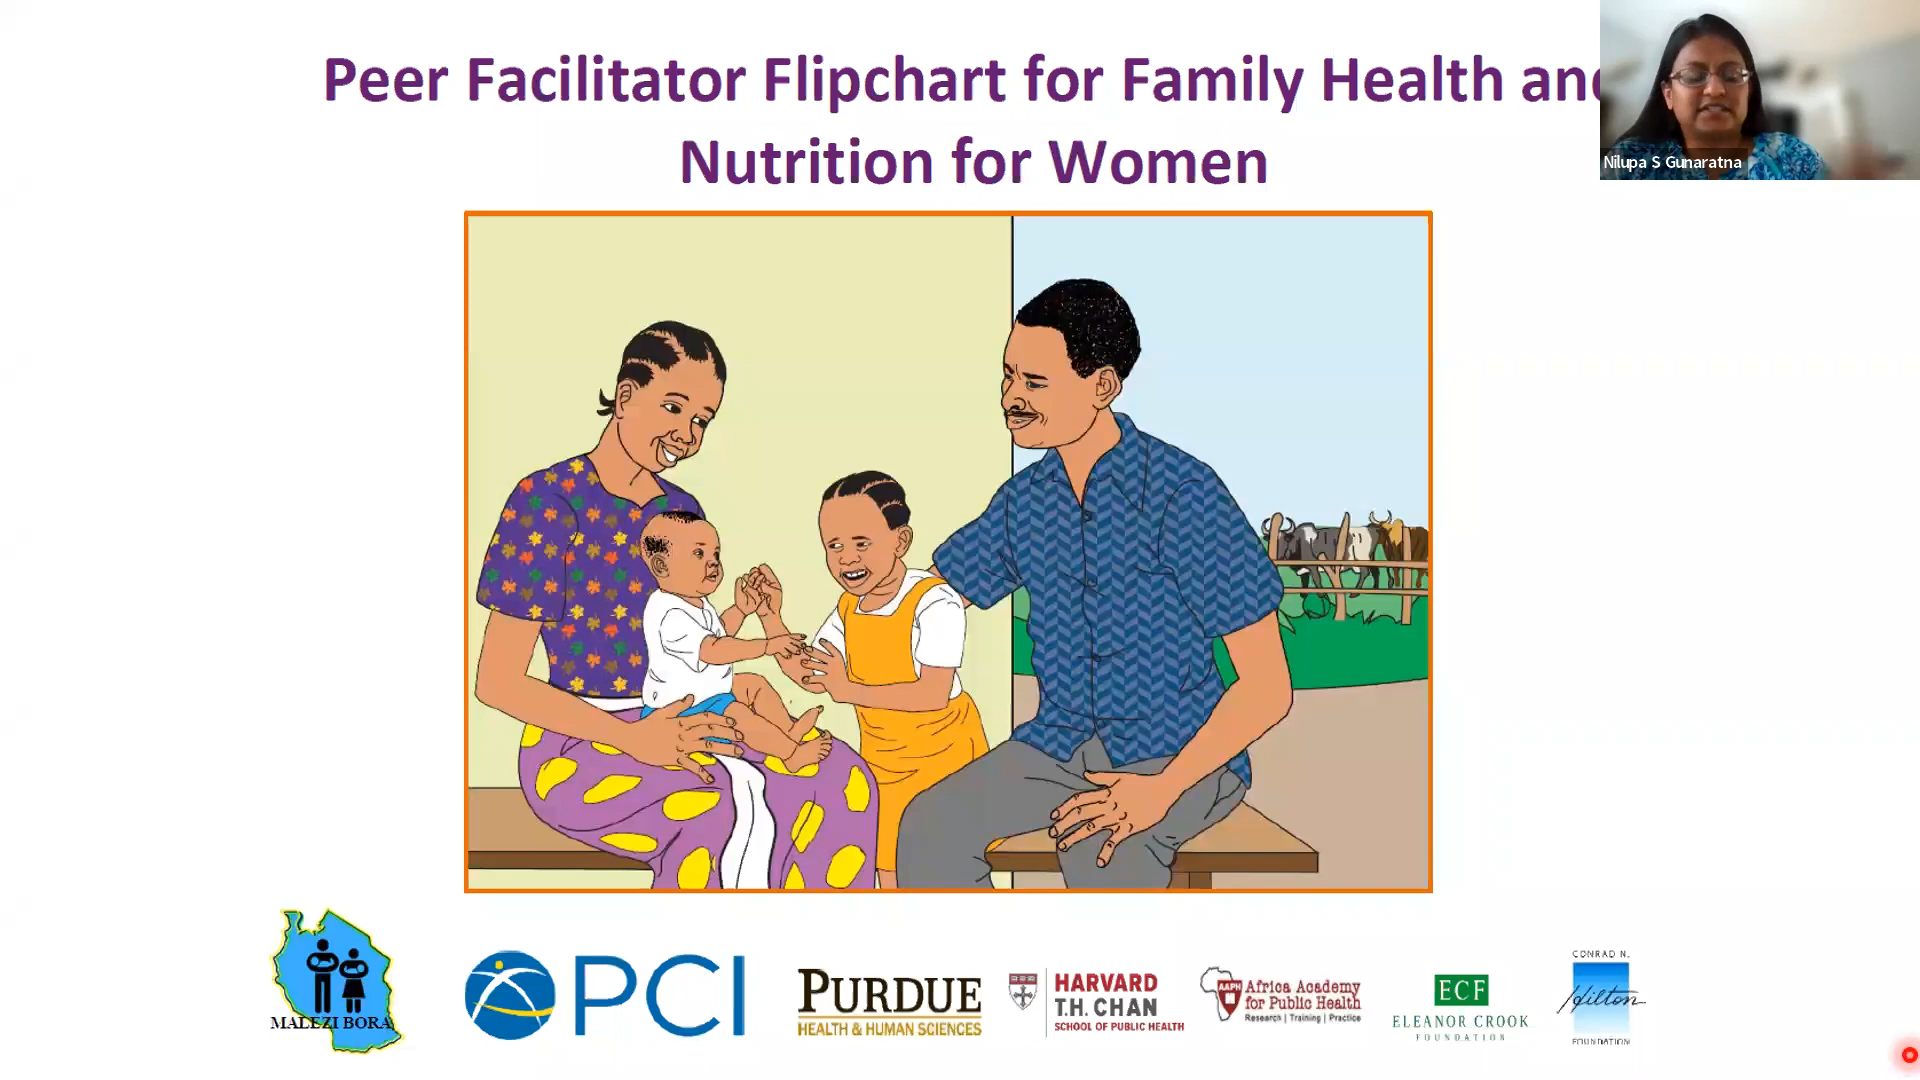 Peer Facilitator Flipchart for Family Health and
Nutrition for Women
Nilupa S Gunaratna
MALEZI BORA
PCI
PURDUE
HEALTH & HUMAN SCIENCES
HARVARD
T.H. CHAN
SCHOOL OF PUBLIC HEALTH
AAPH
Africa Academy
for Public Health
Research | Training | Practice
ECF
ELEANOR CROOK
FOUNDATION
CONRAD N.
Hilton
FOUNDATION